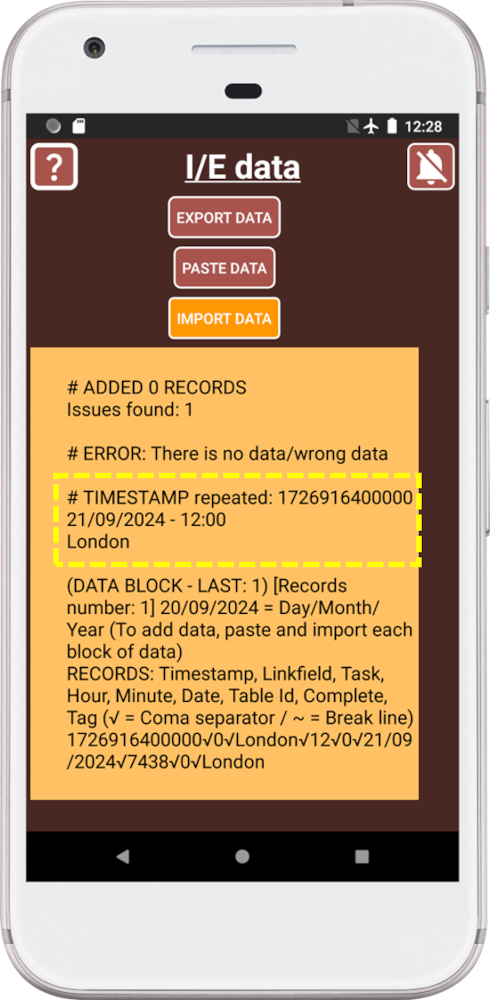 12:28
?
I/E data
EXPORT DATA
PASTE DATA
IMPORT DATA
# ADDED 0 RECORDS
Issues found: 1
# ERROR: There is no data/wrong data
# TIMESTAMP repeated: 1726916400000
21/09/2024 - 12:00
London
(DATA BLOCK - LAST: 1) [Records
number: 1] 20/09/2024 = Day/Month/
Year (To add data, paste and import each
block of data)
RECORDS: Timestamp, Linkfield, Task,
Hour, Minute, Date, Table Id, Complete,
Tag (√ = Coma separator / ~ = Break line)
1726916400000√0√London√12√0√21/09
/2024√7438√0√London